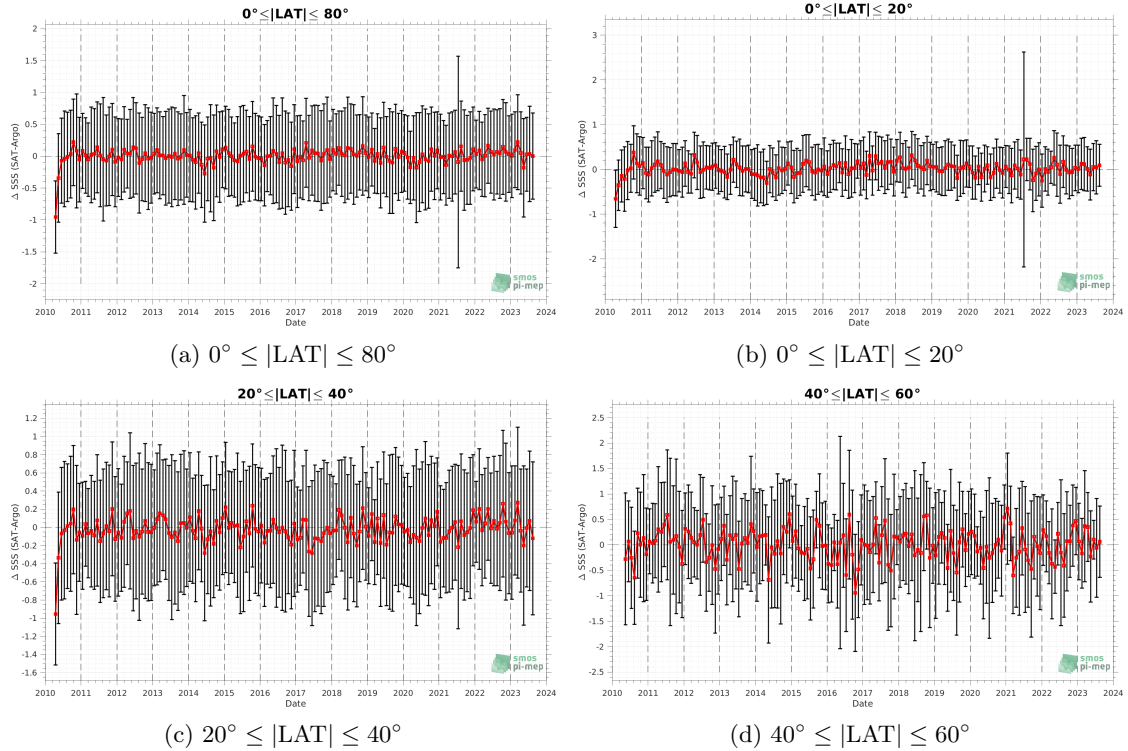 0°≤|LAT|≤ 80°
2
1.5
1
0.5
0
-0.5
-1
-1.5
-2
Δ SSS (SAT-Argo)
2010 2011 2012 2013 2014 2015 2016 2017 2018 2019 2020 2021 2022 2023 2024
Date
smos
pi-mep
(a) 0° ≤ |LAT| ≤ 80°
0°≤|LAT|≤ 20°
3
2
1
0
-1
-2
Δ SSS (SAT-Argo)
2010 2011 2012 2013 2014 2015 2016 2017 2018 2019 2020 2021 2022 2023 2024
Date
smos
pi-mep
(b) 0° ≤ |LAT| ≤ 20°
20°≤|LAT|≤ 40°
1.2
1
0.8
0.6
0.4
0.2
0
-0.2
-0.4
-0.6
-0.8
-1
-1.2
-1.4
-1.6
Δ SSS (SAT-Argo)
2010 2011 2012 2013 2014 2015 2016 2017 2018 2019 2020 2021 2022 2023 2024
Date
smos
pi-mep
(c) 20° ≤ |LAT| ≤ 40°
40°≤|LAT|≤ 60°
2.5
2
1.5
1
0.5
0
-0.5
-1
-1.5
-2
-2.5
Δ SSS (SAT-Argo)
2010 2011 2012 2013 2014 2015 2016 2017 2018 2019 2020 2021 2022 2023 2024
Date
smos
pi-mep
(d) 40° ≤ |LAT| ≤ 60°